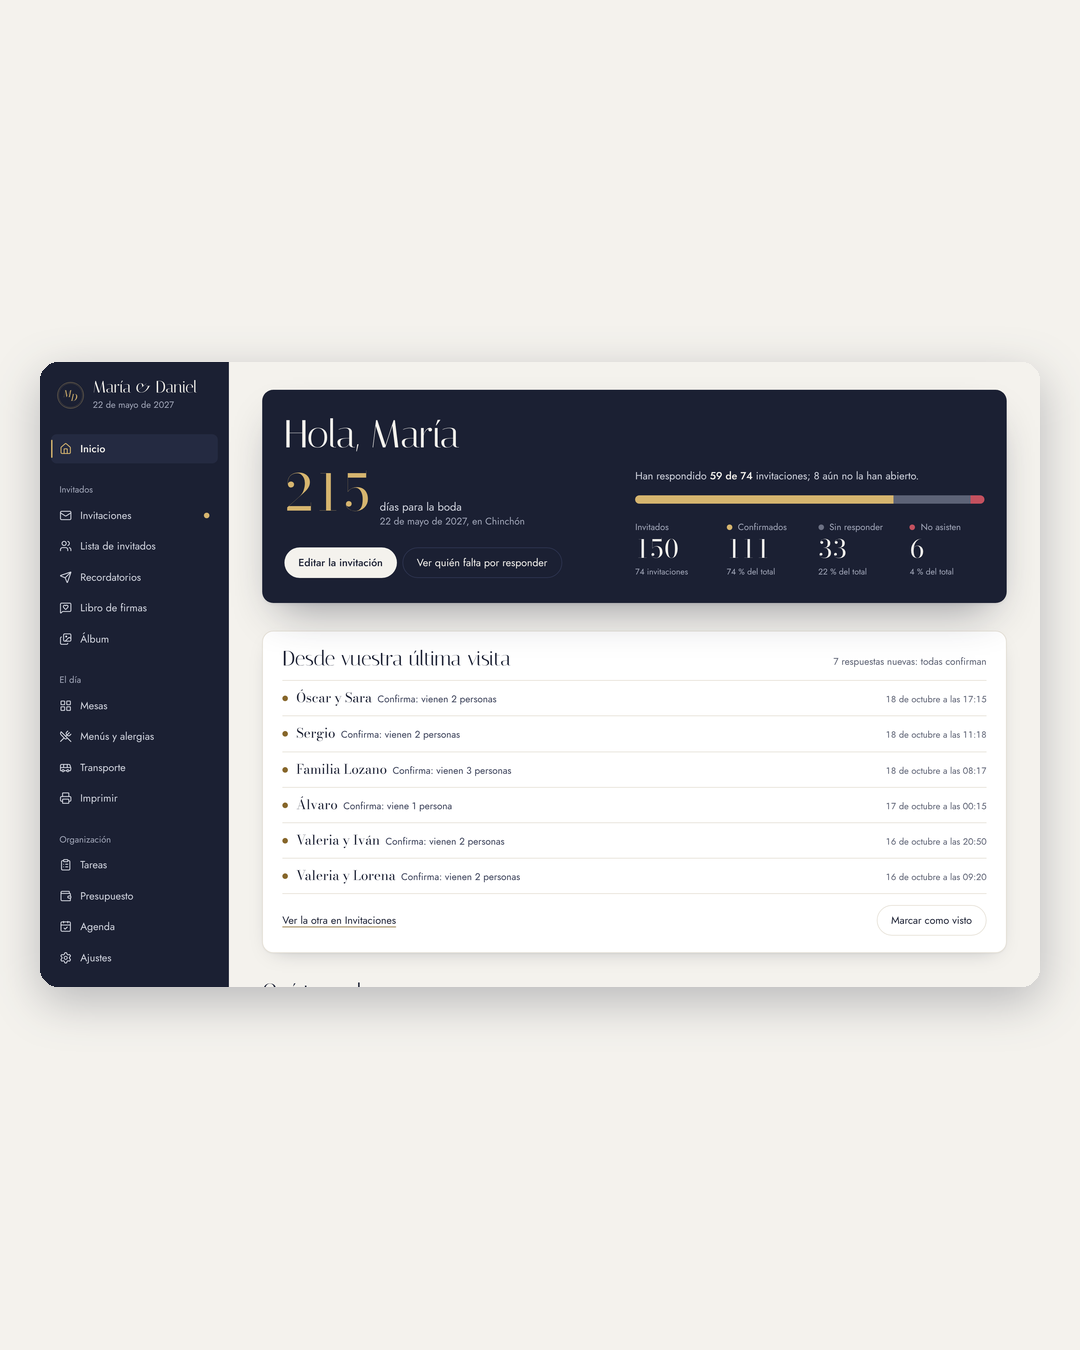 MD
María & Daniel
22 de mayo de 2027
Inicio
Invitados
Invitaciones
Lista de invitados
Recordatorios
Libro de firmas
Álbum
El día
Mesas
Menús y alergias
Transporte
Imprimir
Organización
Tareas
Presupuesto
Agenda
Ajustes
Hola, María
215 días para la boda
22 de mayo de 2027, en Chinchón
Editar la invitación
Ver quién falta por responder
Han respondido 59 de 74 invitaciones; 8 aún no la han abierto.
Invitados
150
74 invitaciones
Confirmados
111
74 % del total
Sin responder
33
22 % del total
No asisten
6
4 % del total
Desde vuestra última visita
7 respuestas nuevas: todas confirman
Óscar y Sara Confirma: vienen 2 personas 18 de octubre a las 17:15
Sergio Confirma: vienen 2 personas 18 de octubre a las 11:18
Familia Lozano Confirma: vienen 3 personas 18 de octubre a las 08:17
Álvaro Confirma: viene 1 persona 17 de octubre a las 00:15
Valeria y Iván Confirma: vienen 2 personas 16 de octubre a las 20:50
Valeria y Lorena Confirma: vienen 2 personas 16 de octubre a las 09:20
Ver la otra en Invitaciones
Marcar como visto